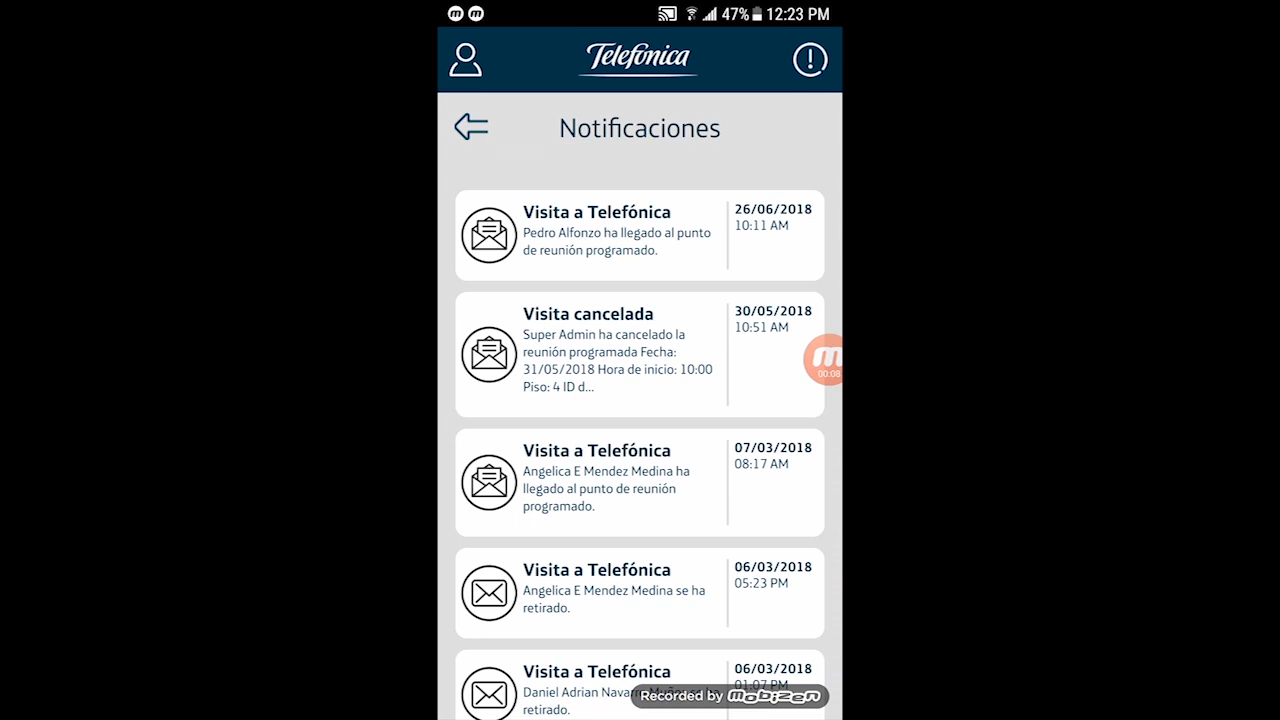 m m 47% 12:23 PM
Telefónica
Notificaciones
Visita a Telefónica
Pedro Alfonzo ha llegado al punto
de reunión programado.
26/06/2018
10:11 AM
Visita cancelada
Super Admin ha cancelado la
reunión programada Fecha:
31/05/2018 Hora de inicio: 10:00
Piso: 4 ID d...
30/05/2018
10:51 AM
00:08
Visita a Telefónica
Angelica E Mendez Medina ha
llegado al punto de reunión
programado.
07/03/2018
08:17 AM
Visita a Telefónica
Angelica E Mendez Medina se ha
retirado.
06/03/2018
05:23 PM
Visita a Telefónica
Daniel Adrian
retirado.
06/03/2018
01:07 PM
Recorded by mobizen